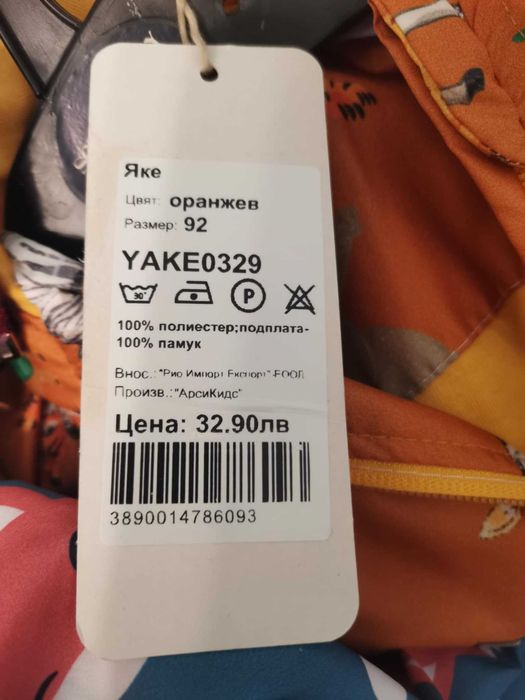 Яке
Цвят: оранжев
Размер: 92
YAKE0329
30°
P
100% полиестер;подплата-
100% памук
Внос.: "Рио Импорт Експорт" ЕООД
Произв.:"АрсиКидс"
Цена: 32.90лв
3890014786093